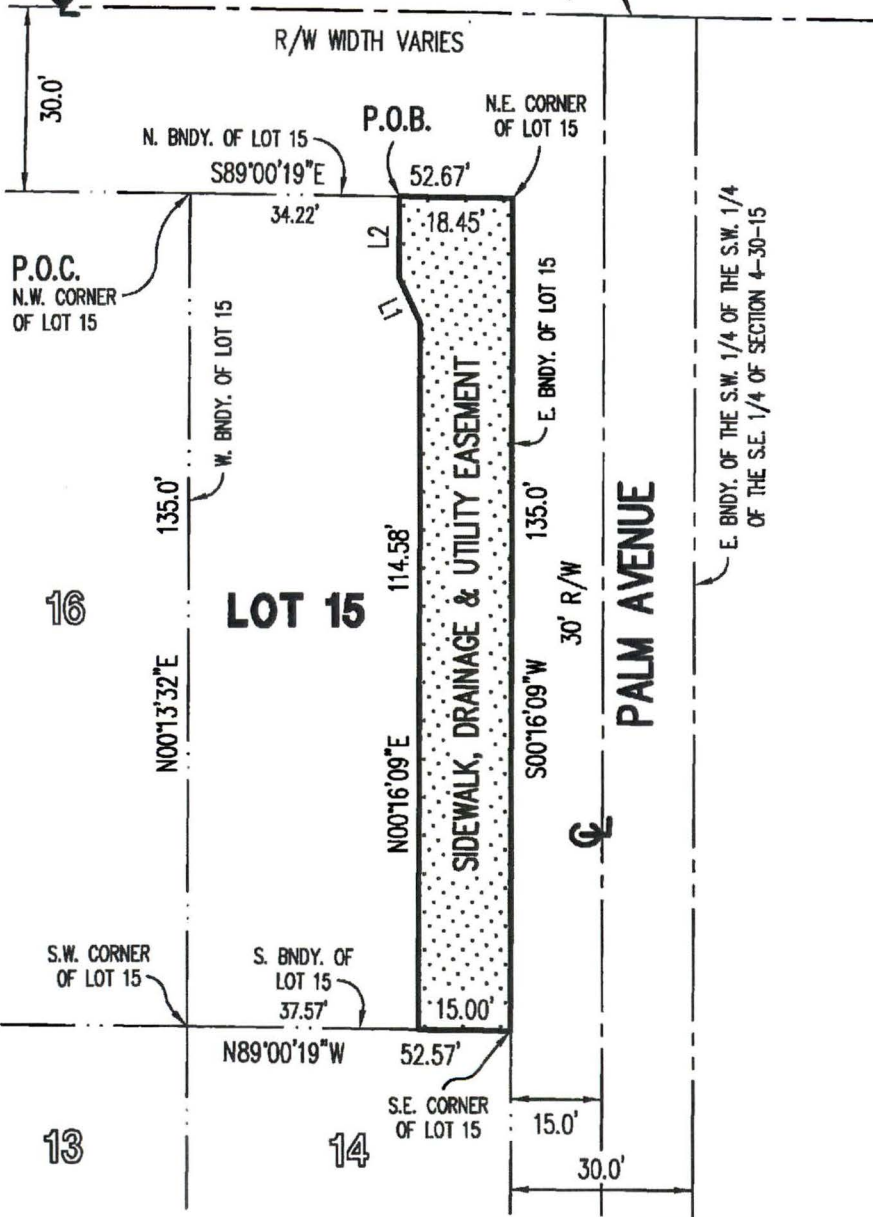 R/W WIDTH VARIES
30.0'
N. BNDY. OF LOT 15
P.O.B.
N.E. CORNER
OF LOT 15
S89°00'19"E
52.67'
34.22'
18.45'
L2
L1
P.O.C.
N.W. CORNER
OF LOT 15
W. BNDY. OF LOT 15
E. BNDY. OF LOT 15
E. BNDY. OF THE S.W. 1/4 OF THE S.W. 1/4
OF THE S.E. 1/4 OF SECTION 4-30-15
135.0'
N00°13'32"E
16
LOT 15
114.58'
N00°16'09"E
SIDEWALK, DRAINAGE & UTILITY EASEMENT
135.0'
S00°16'09"W
30' R/W
PALM AVENUE
CL
S.W. CORNER
OF LOT 15
S. BNDY. OF
LOT 15
37.57'
15.00'
N89°00'19"W
52.57'
S.E. CORNER
OF LOT 15
15.0'
30.0'
13
14